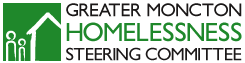 GREATER MONCTON
HOMELESSNESS
STEERING COMMITTEE